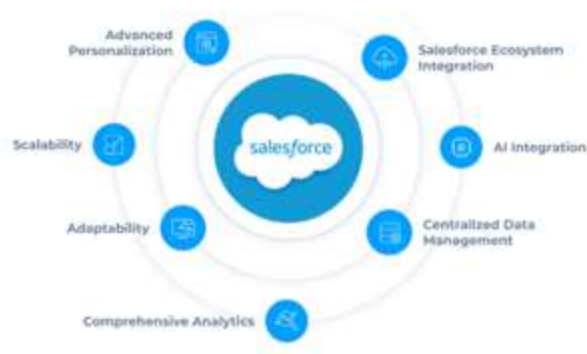 Advanced
Personalization
Salesforce Ecosystem
Integration
Scalability
salesforce
AI Integration
Adaptability
Centralized Data
Management
Comprehensive Analytics